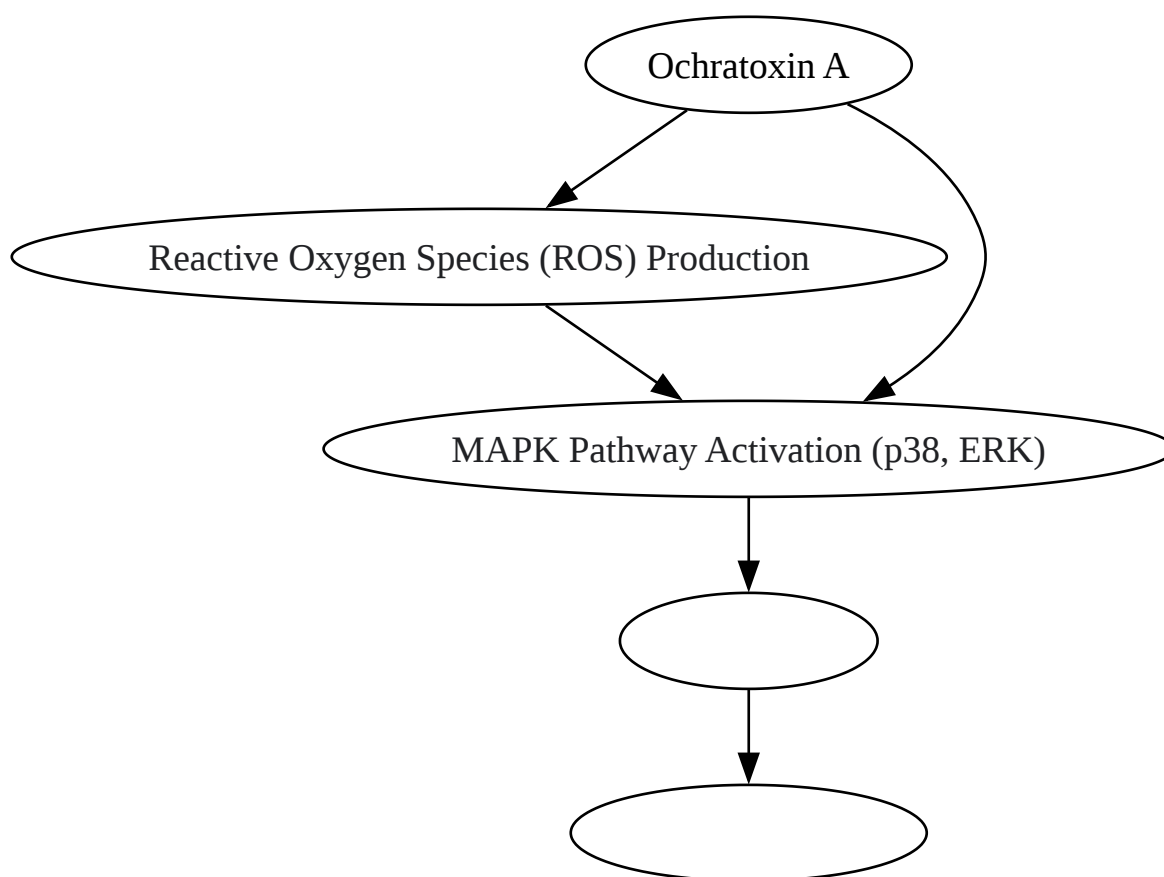 Ochratoxin A
Reactive Oxygen Species (ROS) Production
MAPK Pathway Activation (p38, ERK)